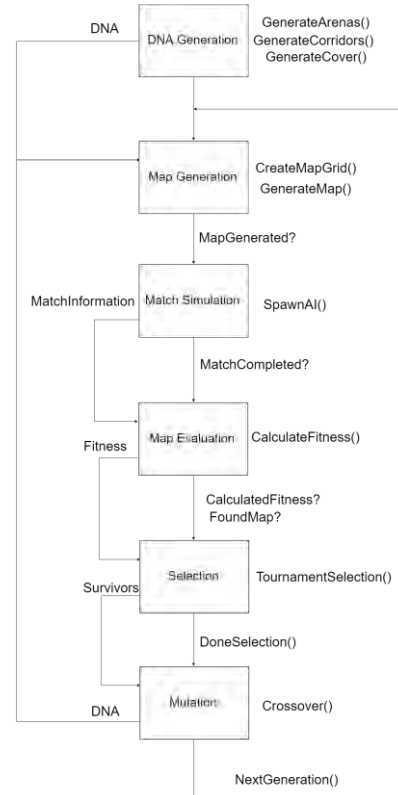 DNA
GenerateArenas()
DNA Generation
GenerateCorridors()
GenerateCover()
CreateMapGrid()
Map Generation
GenerateMap()
MapGenerated?
MatchInformation
Match Simulation
SpawnAI()
MatchCompleted?
Map Evaluation
CalculateFitness()
Fitness
CalculatedFitness?
FoundMap?
Selection
TournamentSelection()
Survivors
DoneSelection()
Mutation
Crossover()
DNA
NextGeneration()